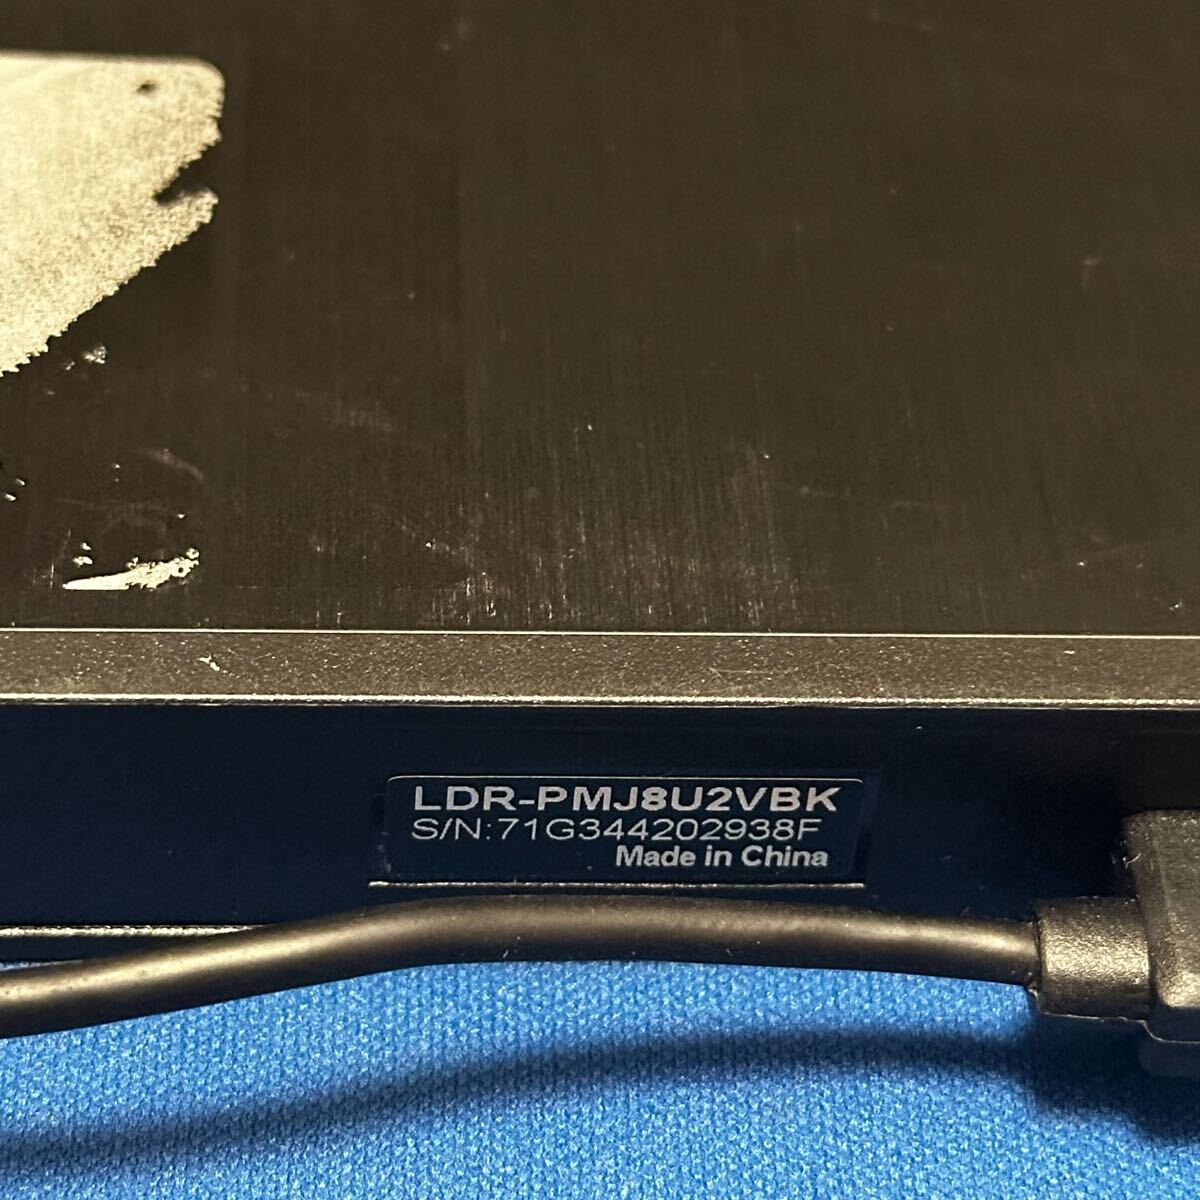 LDR-PMJ8U2VBK
S/N:71G344202938F
Made in China